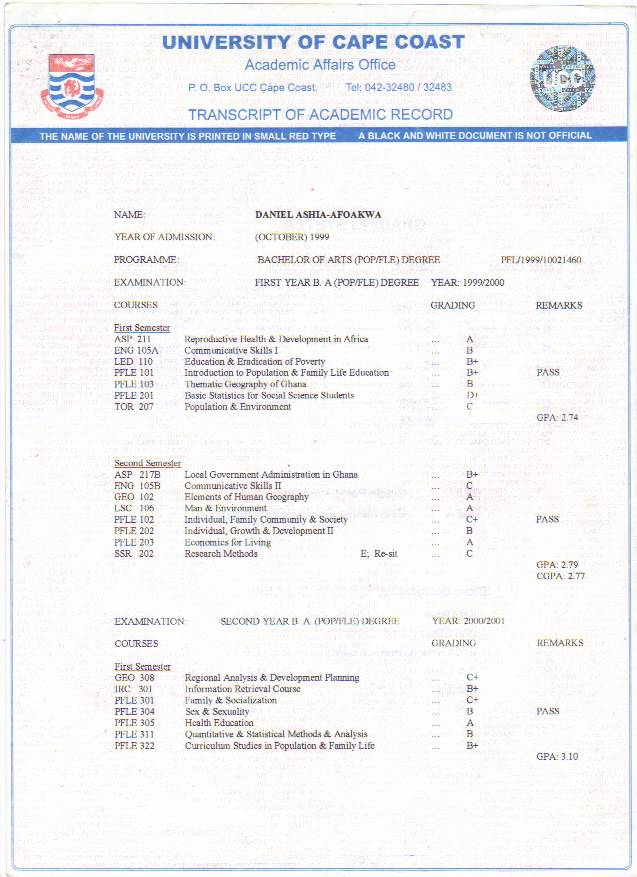 UNIVERSITY OF CAPE COAST
Academic Affairs Office
P. O. Box UCC Cape Coast. Tel: 042-32480 / 32483
UCC
TRANSCRIPT OF ACADEMIC RECORD
THE NAME OF THE UNIVERSITY IS PRINTED IN SMALL RED TYPE A BLACK AND WHITE DOCUMENT IS NOT OFFICIAL
NAME: DANIEL ASHIA-AFOAKWA
YEAR OF ADMISSION: (OCTOBER) 1999
PROGRAMME: BACHELOR OF ARTS (POP/FLE) DEGREE PFL/1999/10021460
EXAMINATION: FIRST YEAR B. A (POP/FLE) DEGREE YEAR: 1999/2000
COURSES GRADING REMARKS
First Semester
ASP 211 Reproductive Health & Development in Africa ... A
ENG 105A Communicative Skills I ... B
LED 110 Education & Eradication of Poverty ... B+
PFLE 101 Introduction to Population & Family Life Education ... B+ PASS
PFLE 103 Thematic Geography of Ghana ... B
PFLE 201 Basic Statistics for Social Science Students ... D+
TOR 207 Population & Environment ... C
GPA: 2.74
Second Semester
ASP 217B Local Government Administration in Ghana ... B+
ENG 105B Communicative Skills II ... C
GEO 102 Elements of Human Geography ... A
LSC 106 Man & Environment ... A
PFLE 102 Individual, Family Community & Society ... C+ PASS
PFLE 202 Individual, Growth & Development II ... B
PFLE 203 Economics for Living ... A
SSR 202 Research Methods E; Re-sit ... C
GPA: 2.79
CGPA: 2.77
EXAMINATION: SECOND YEAR B. A. (POP/FLE) DEGREE YEAR: 2000/2001
COURSES GRADING REMARKS
First Semester
GEO 308 Regional Analysis & Development Planning ... C+
IRC 301 Information Retrieval Course ... B+
PFLE 301 Family & Socialization ... C+
PFLE 304 Sex & Sexuality ... B PASS
PFLE 305 Health Education ... A
PFLE 311 Quantitative & Statistical Methods & Analysis ... B
PFLE 322 Curriculum Studies in Population & Family Life ... B+
GPA: 3.10